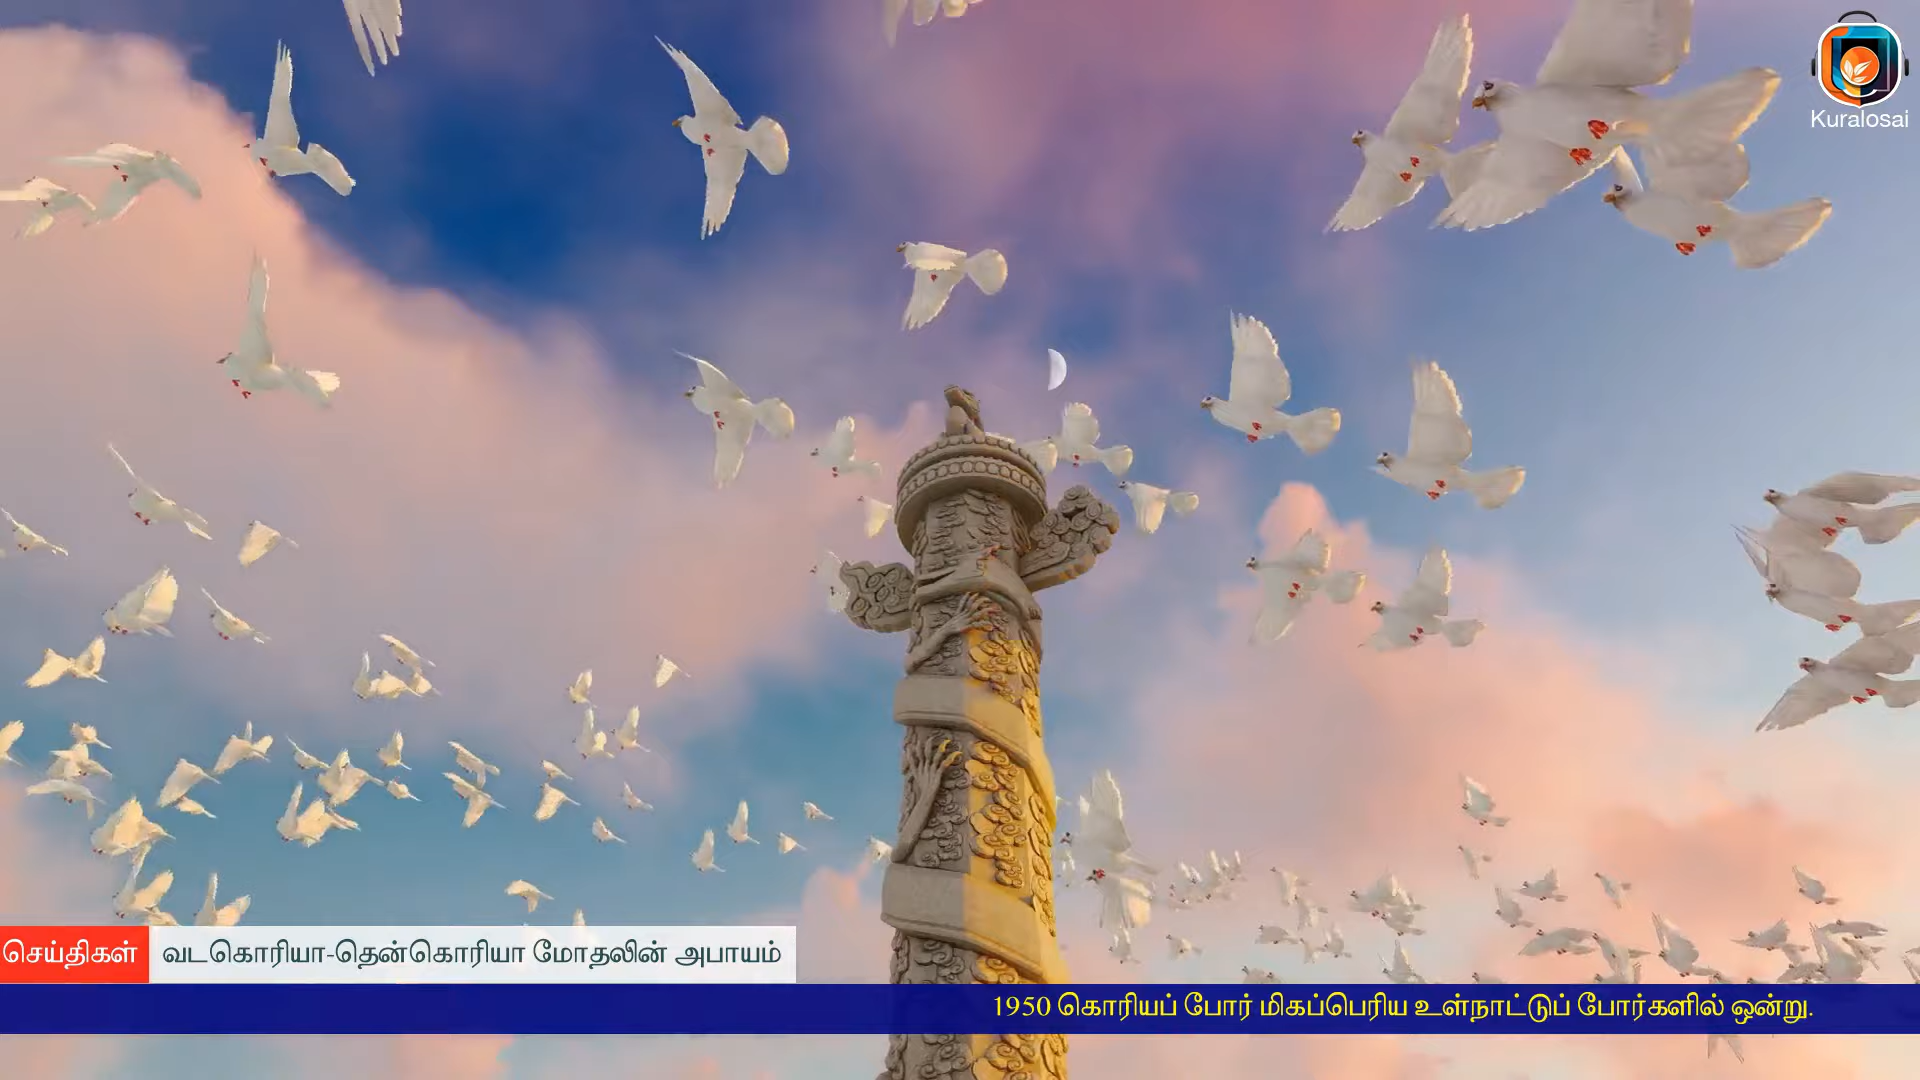 Kuralosai
செய்திகள்
வடகொரியா-தென்கொரியா மோதலின் அபாயம்
1950 கொரியப் போர் மிகப்பெரிய உள்நாட்டுப் போர்களில் ஒன்று.